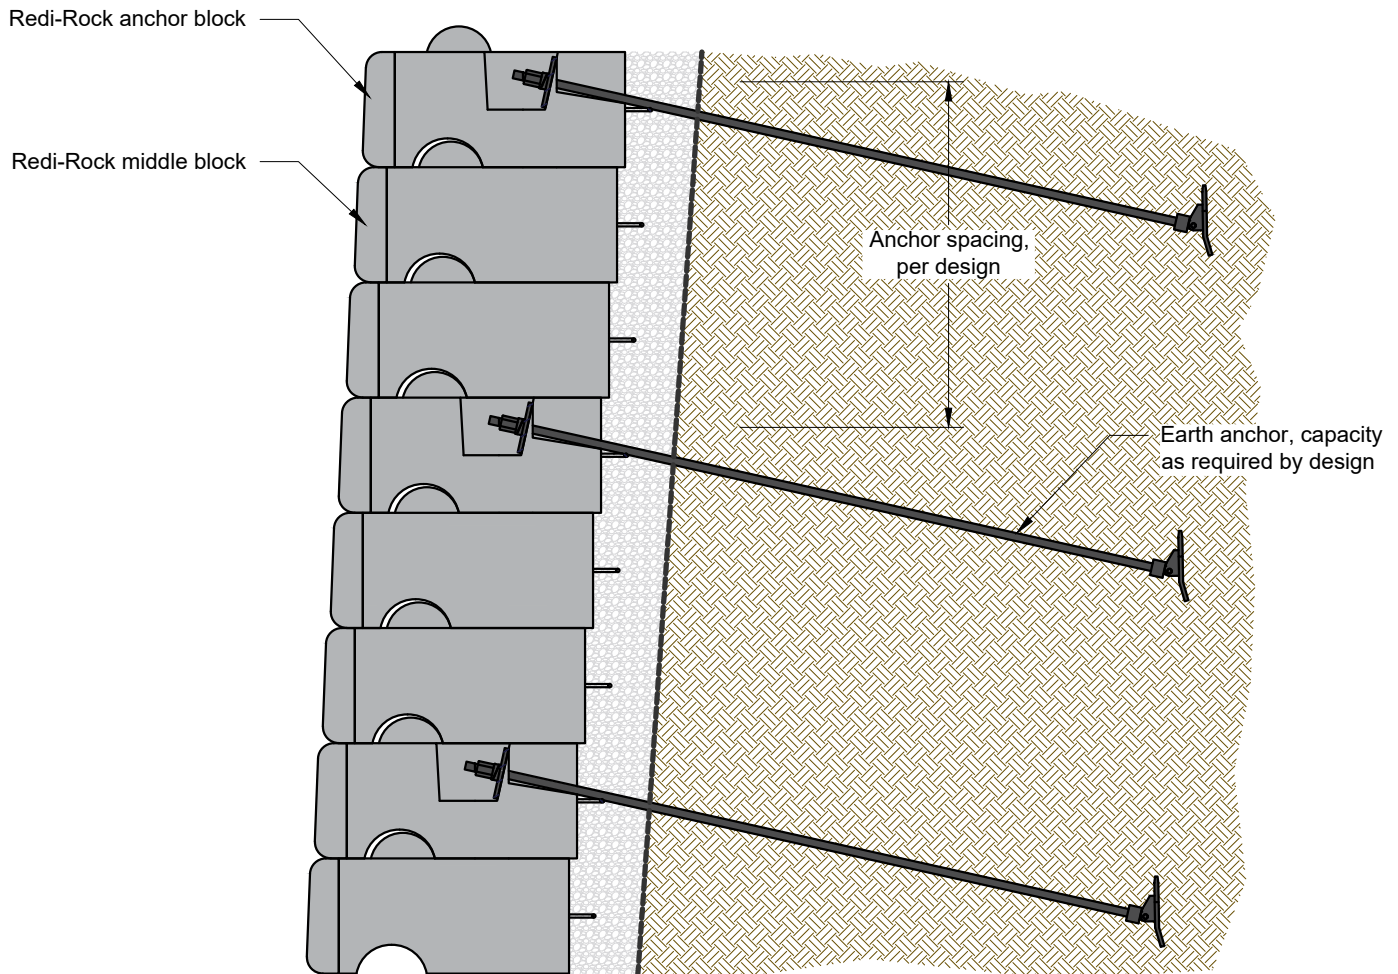 Redi-Rock anchor block
Redi-Rock middle block
Anchor spacing,
per design
Earth anchor, capacity
as required by design